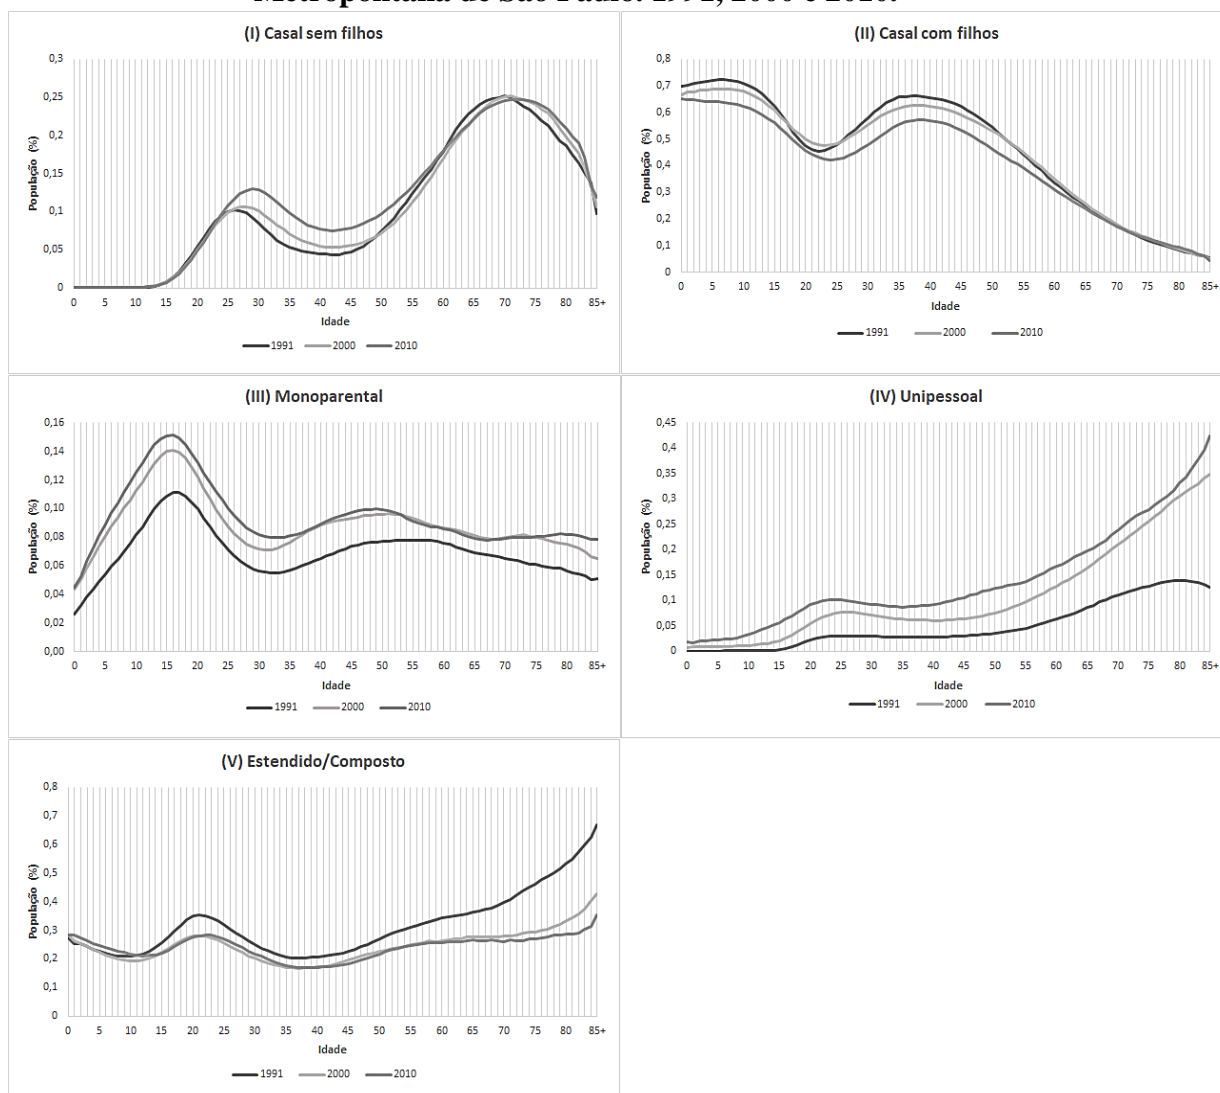 Metropolitana de São Paulo. 1991, 2000 e 2010.
(I) Casal sem filhos
0,3
0,25
0,2
0,15
0,1
0,05
0
População (%)
0 5 10 15 20 25 30 35 40 45 50 55 60 65 70 75 80 85+
Idade
1991 2000 2010
(II) Casal com filhos
0,8
0,7
0,6
0,5
0,4
0,3
0,2
0,1
0
População (%)
0 5 10 15 20 25 30 35 40 45 50 55 60 65 70 75 80 85+
Idade
1991 2000 2010
(III) Monoparental
0,16
0,14
0,12
0,10
0,08
0,06
0,04
0,02
0,00
População (%)
0 5 10 15 20 25 30 35 40 45 50 55 60 65 70 75 80 85+
Idade
1991 2000 2010
(IV) Unipessoal
0,45
0,4
0,35
0,3
0,25
0,2
0,15
0,1
0,05
0
População (%)
0 5 10 15 20 25 30 35 40 45 50 55 60 65 70 75 80 85+
Idade
1991 2000 2010
(V) Estendido/Composto
0,8
0,7
0,6
0,5
0,4
0,3
0,2
0,1
0
População (%)
0 5 10 15 20 25 30 35 40 45 50 55 60 65 70 75 80 85+
Idade
1991 2000 2010